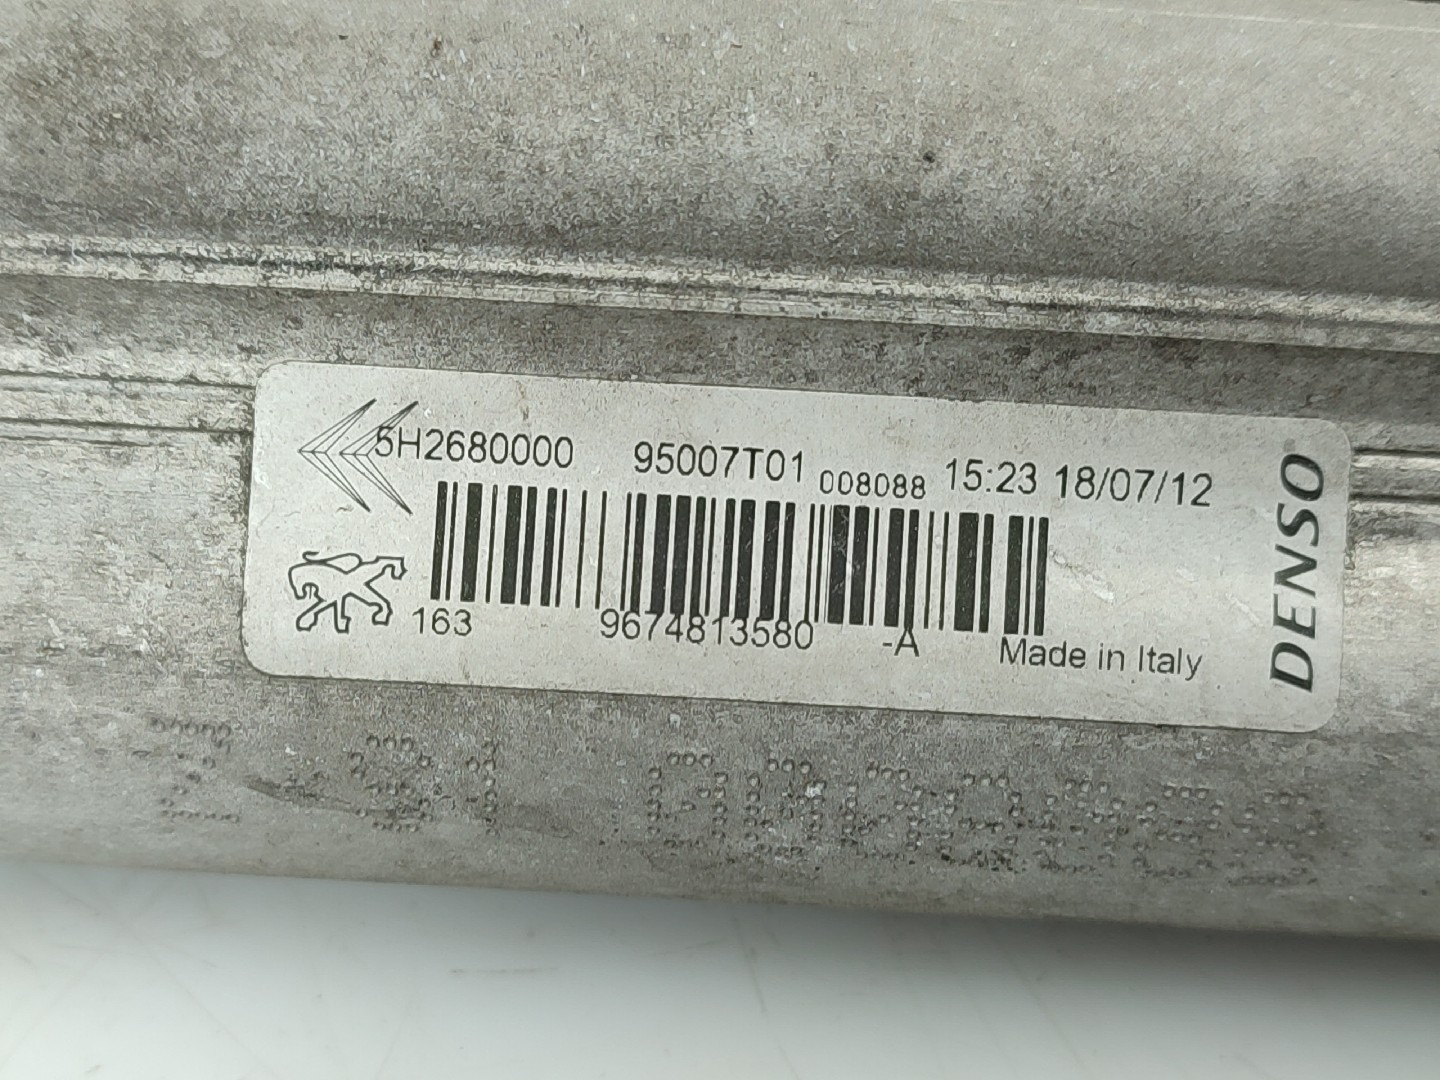 5H2680000 95007T01 008088 15:23 18/07/12
163 9674813580 -A Made in Italy
DENSO